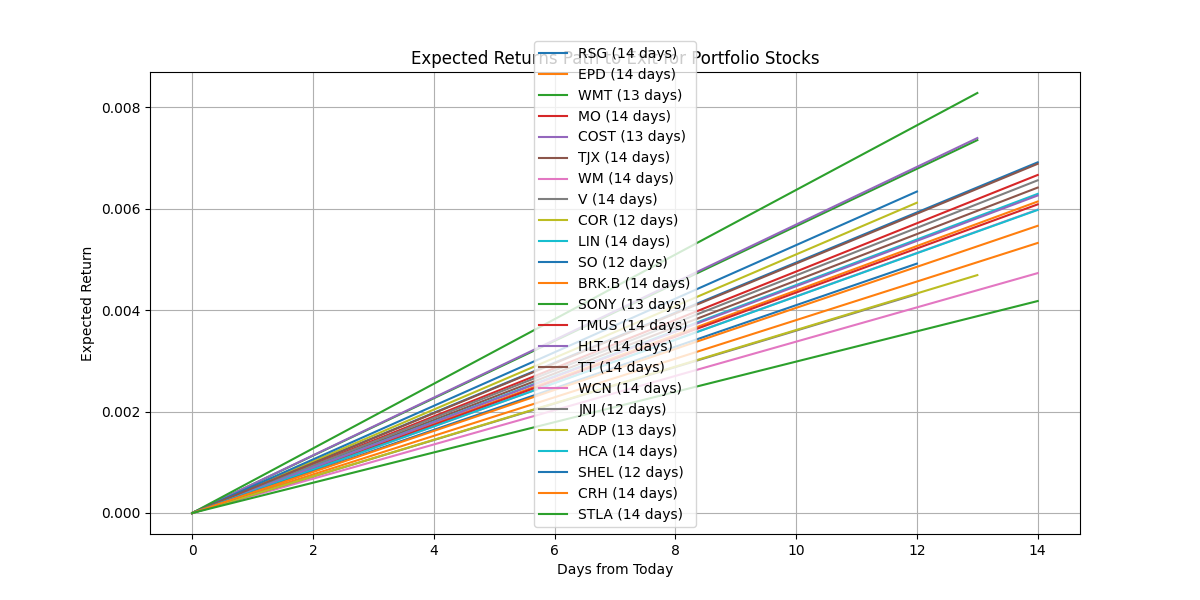 Expected Returns Path to Exit for Portfolio Stocks
RSG (14 days)
EPD (14 days)
WMT (13 days)
MO (14 days)
COST (13 days)
TJX (14 days)
WM (14 days)
V (14 days)
COR (12 days)
LIN (14 days)
SO (12 days)
BRK.B (14 days)
SONY (13 days)
TMUS (14 days)
HLT (14 days)
TT (14 days)
WCN (14 days)
JNJ (12 days)
ADP (13 days)
HCA (14 days)
SHEL (12 days)
CRH (14 days)
STLA (14 days)
Expected Return
0.008
0.006
0.004
0.002
0.000
0 2 4 6 8 10 12 14
Days from Today